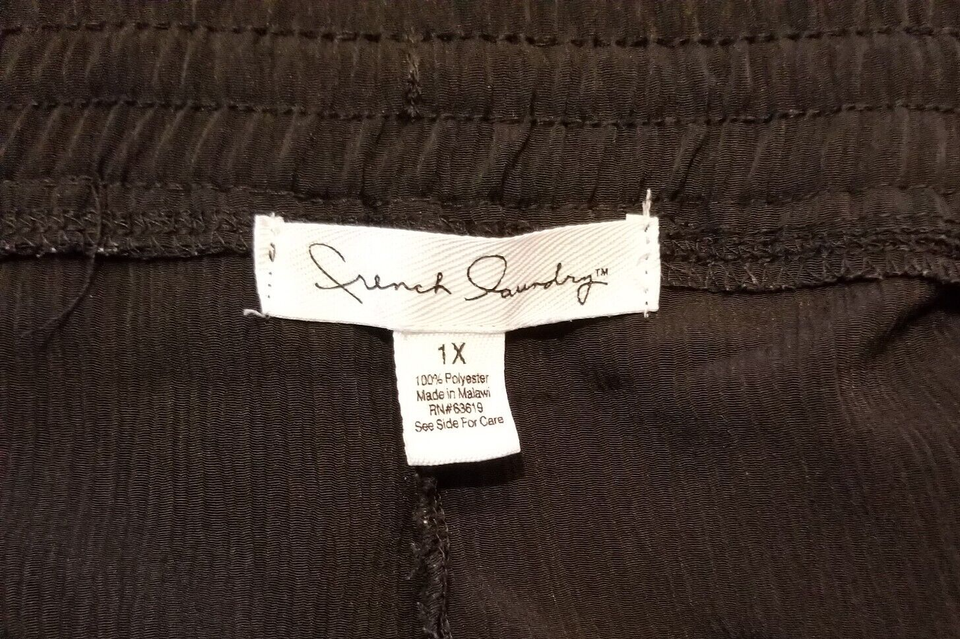 French Laundry™
1X
100% Polyester
Made in Malawi
RN#63619
See Side For Care